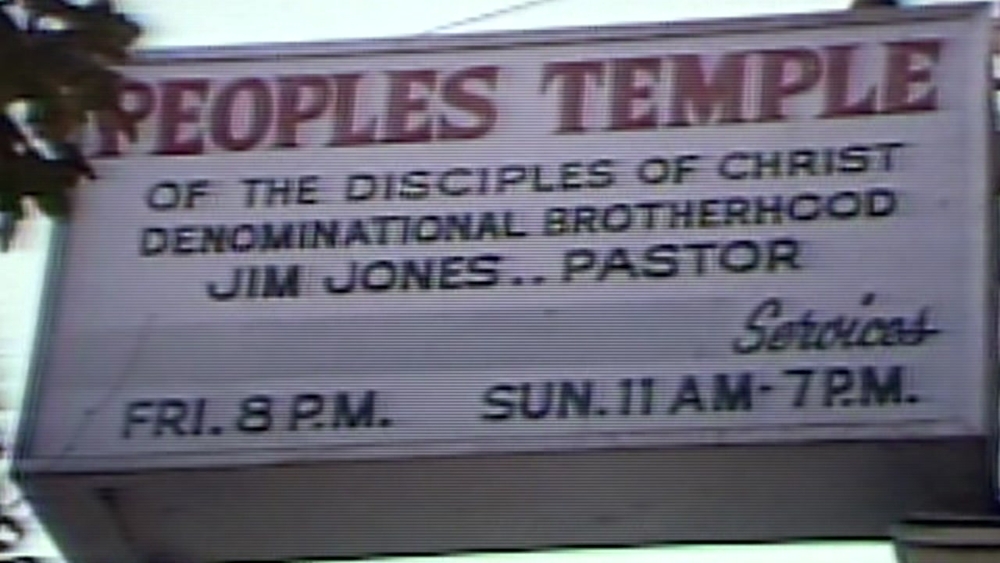 PEOPLES TEMPLE
OF THE DISCIPLES OF CHRIST
DENOMINATIONAL BROTHERHOOD
JIM JONES.. PASTOR
Services
FRI. 8 P.M. SUN. 11 AM-7 P.M.